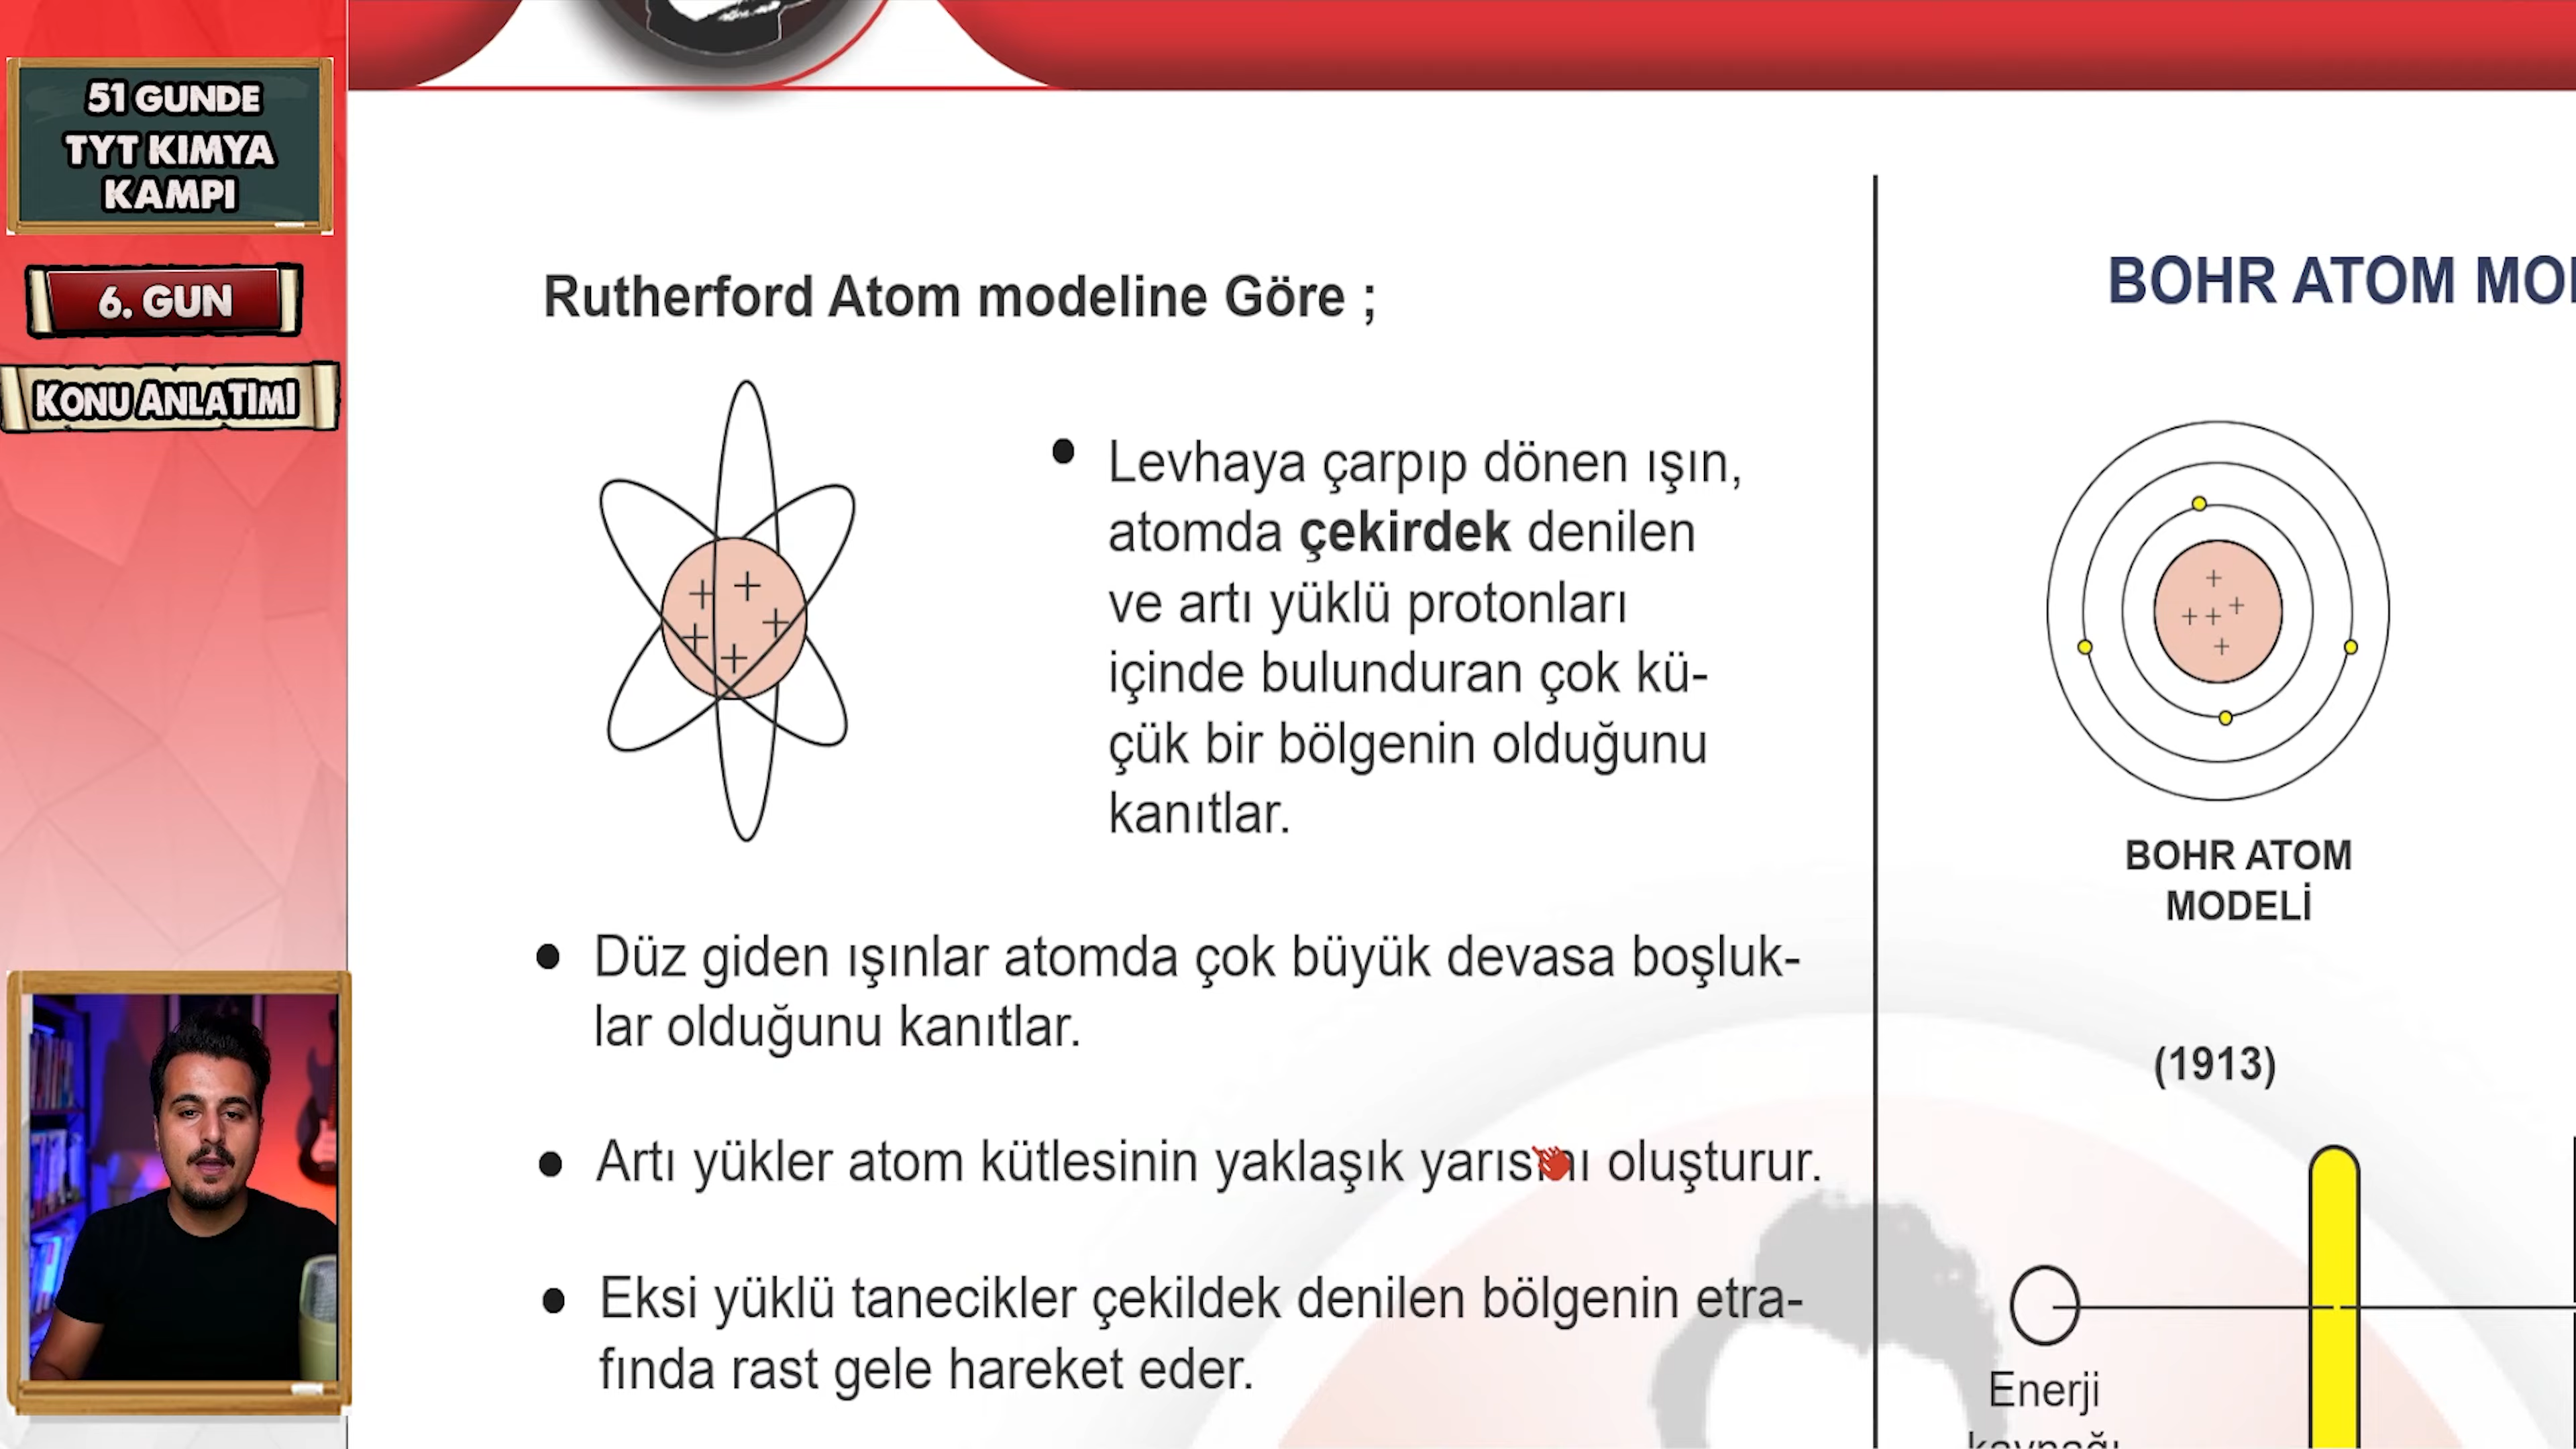 51 GUNDE
TYT KIMYA
KAMPI
6. GUN
KONU ANLATIMI
Rutherford Atom modeline Göre ;
+ +
+ +
+
• Levhaya çarpıp dönen ışın,
atomda çekirdek denilen
ve artı yüklü protonları
içinde bulunduran çok kü-
çük bir bölgenin olduğunu
kanıtlar.
• Düz giden ışınlar atomda çok büyük devasa boşluk-
lar olduğunu kanıtlar.
• Artı yükler atom kütlesinin yaklaşık yarısını oluşturur.
• Eksi yüklü tanecikler çekildek denilen bölgenin etra-
fında rast gele hareket eder.
BOHR ATOM
+
+ + +
+
BOHR ATOM
MODELİ
(1913)
Enerji